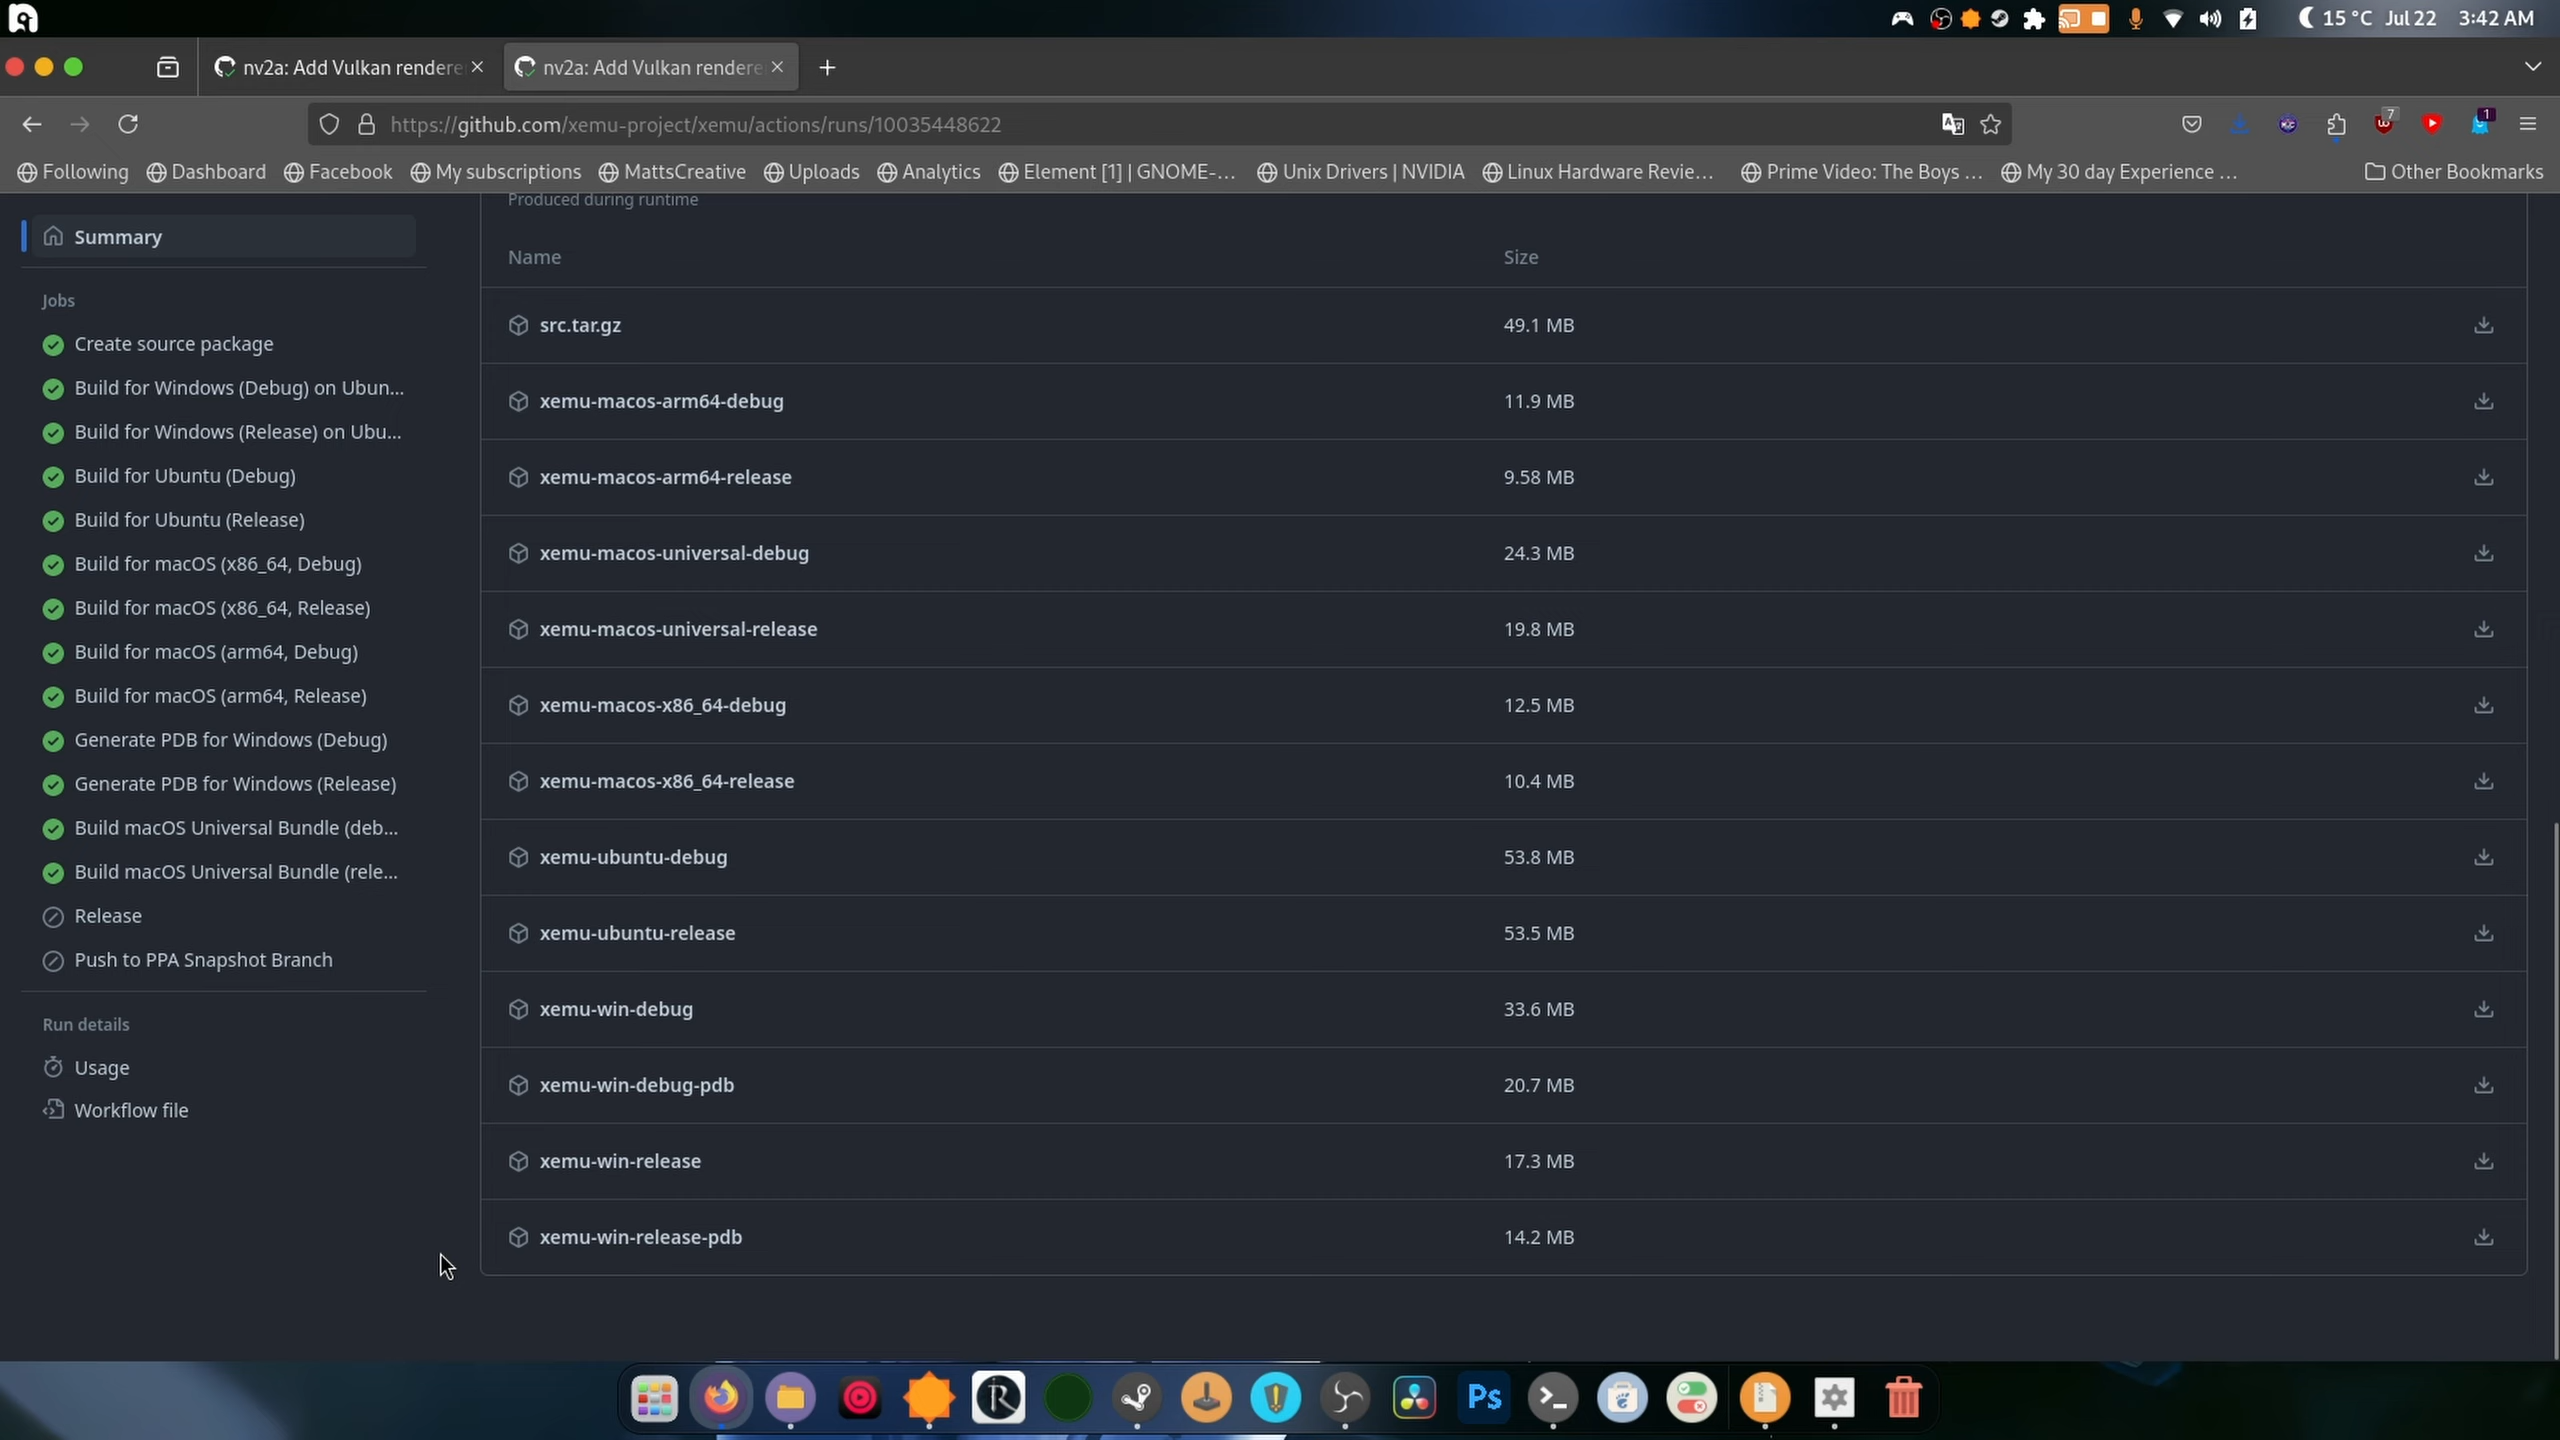 15 °C Jul 22 3:42 AM
nv2a: Add Vulkan rendere
nv2a: Add Vulkan rendere
https://github.com/xemu-project/xemu/actions/runs/10035448622
7
1
Following
Dashboard
Facebook
My subscriptions
MattsCreative
Uploads
Analytics
Element [1] | GNOME-...
Unix Drivers | NVIDIA
Linux Hardware Revie...
Prime Video: The Boys ...
My 30 day Experience ...
Other Bookmarks
Summary
Jobs
Create source package
Build for Windows (Debug) on Ubun...
Build for Windows (Release) on Ubu...
Build for Ubuntu (Debug)
Build for Ubuntu (Release)
Build for macOS (x86_64, Debug)
Build for macOS (x86_64, Release)
Build for macOS (arm64, Debug)
Build for macOS (arm64, Release)
Generate PDB for Windows (Debug)
Generate PDB for Windows (Release)
Build macOS Universal Bundle (deb...
Build macOS Universal Bundle (rele...
Release
Push to PPA Snapshot Branch
Run details
Usage
Workflow file
Produced during runtime
Name Size
src.tar.gz 49.1 MB
xemu-macos-arm64-debug 11.9 MB
xemu-macos-arm64-release 9.58 MB
xemu-macos-universal-debug 24.3 MB
xemu-macos-universal-release 19.8 MB
xemu-macos-x86_64-debug 12.5 MB
xemu-macos-x86_64-release 10.4 MB
xemu-ubuntu-debug 53.8 MB
xemu-ubuntu-release 53.5 MB
xemu-win-debug 33.6 MB
xemu-win-debug-pdb 20.7 MB
xemu-win-release 17.3 MB
xemu-win-release-pdb 14.2 MB
Ps